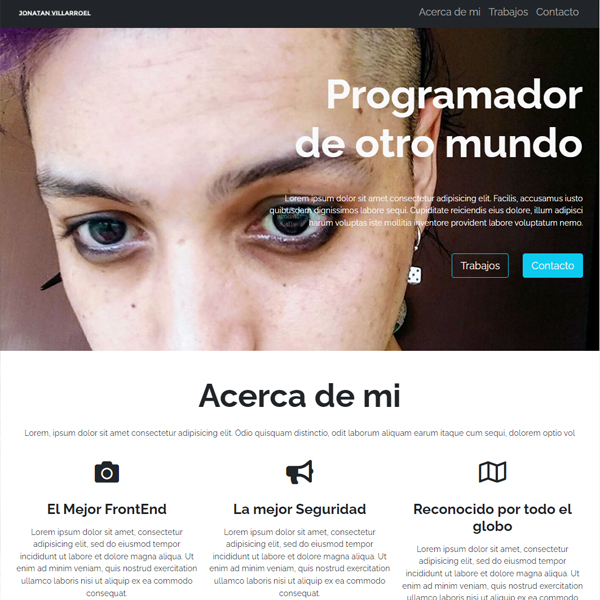 JONATAN.VILLARROEL
Acerca de mi Trabajos Contacto
Programador
de otro mundo
Lorem ipsum dolor sit amet consectetur adipisicing elit. Facilis, accusamus iusto
quibusdam dignissimos labore sequi. Cupiditate reiciendis eius dolore, illum adipisci
harum voluptas iste mollitia inventore provident labore voluptatum nemo.
Trabajos
Contacto
Acerca de mi
Lorem, ipsum dolor sit amet consectetur adipisicing elit. Odio quisquam distinctio, odit laborum aliquam earum itaque cum sequi, dolorem optio vol
El Mejor FrontEnd
Lorem ipsum dolor sit amet, consectetur
adipisicing elit, sed do eiusmod tempor
incididunt ut labore et dolore magna aliqua. Ut
enim ad minim veniam, quis nostrud exercitation
ullamco laboris nisi ut aliquip ex ea commodo
consequat.
La mejor Seguridad
Lorem ipsum dolor sit amet, consectetur
adipisicing elit, sed do eiusmod tempor
incididunt ut labore et dolore magna aliqua. Ut
enim ad minim veniam, quis nostrud exercitation
ullamco laboris nisi ut aliquip ex ea commodo
consequat.
Reconocido por todo el
globo
Lorem ipsum dolor sit amet, consectetur
adipisicing elit, sed do eiusmod tempor
incididunt ut labore et dolore magna aliqua. Ut
enim ad minim veniam, quis nostrud exercitation